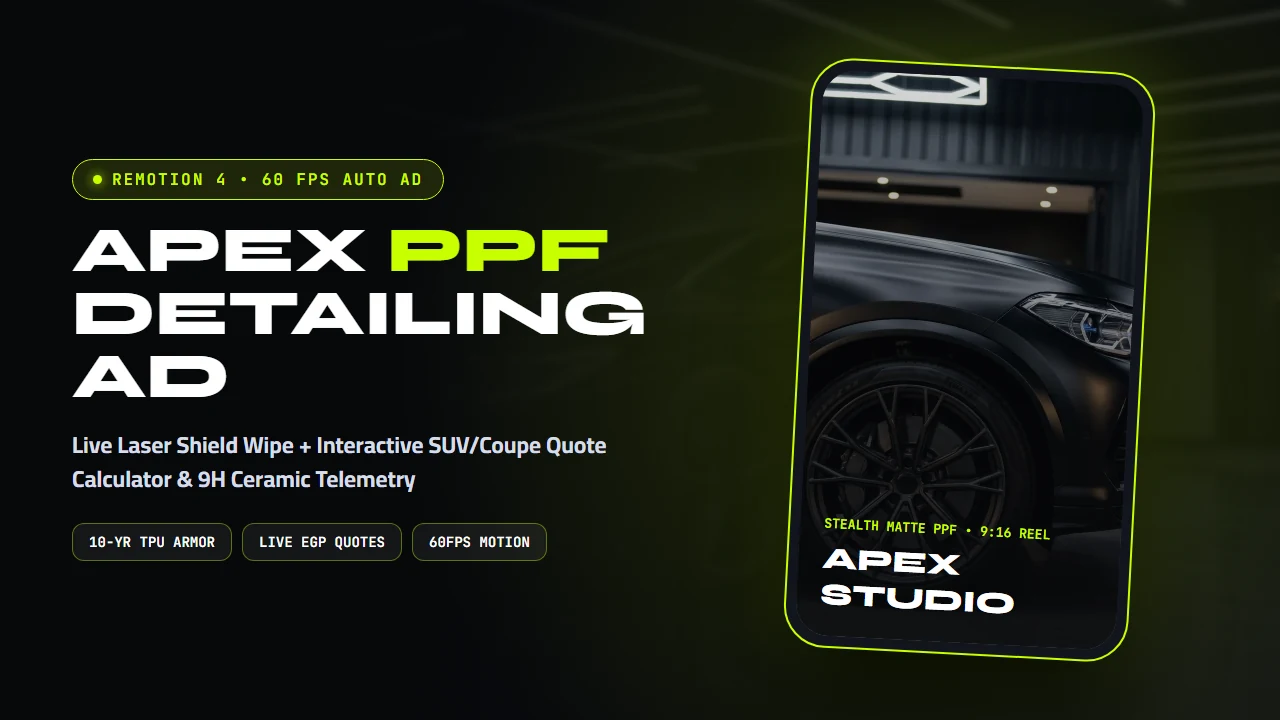 REMOTION 4 • 60 FPS AUTO AD
APEX PPF
DETAILING
AD
Live Laser Shield Wipe + Interactive SUV/Coupe Quote
Calculator & 9H Ceramic Telemetry
10-YR TPU ARMOR
LIVE EGP QUOTES
60FPS MOTION
STEALTH MATTE PPF • 9:16 REEL
APEX
STUDIO